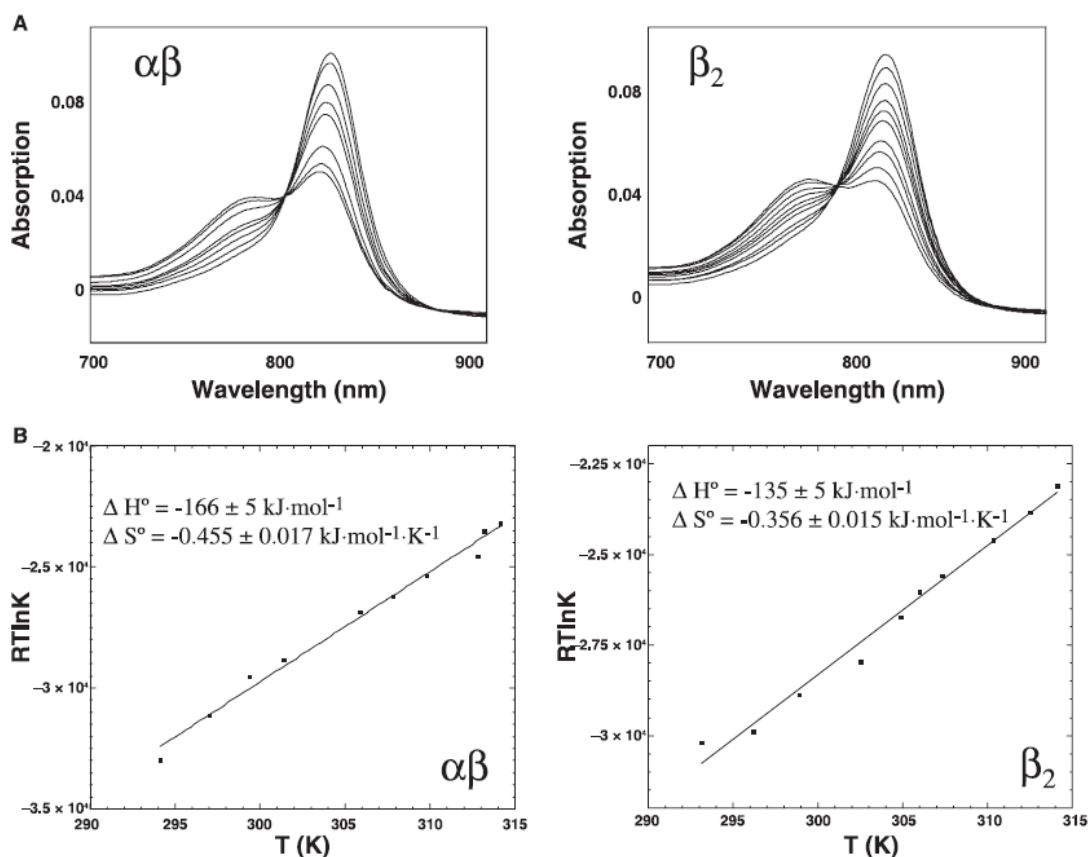 A
αβ
Absorption
0.08
0.04
0
700
800
900
Wavelength (nm)
β2
Absorption
0.08
0.04
0
700
800
900
Wavelength (nm)
B
−2 × 10⁴
−2.5 × 10⁴
−3 × 10⁴
−3.5 × 10⁴
RTlnK
Δ Hº = -166 ± 5 kJ·mol-1
Δ Sº = -0.455 ± 0.017 kJ·mol-1·K-1
αβ
290
295
300
305
310
315
T (K)
−2.25 × 10⁴
−2.5 × 10⁴
−2.75 × 10⁴
−3 × 10⁴
RTlnK
Δ Hº = -135 ± 5 kJ·mol-1
Δ Sº = -0.356 ± 0.015 kJ·mol-1·K-1
β2
290
295
300
305
310
315
T (K)